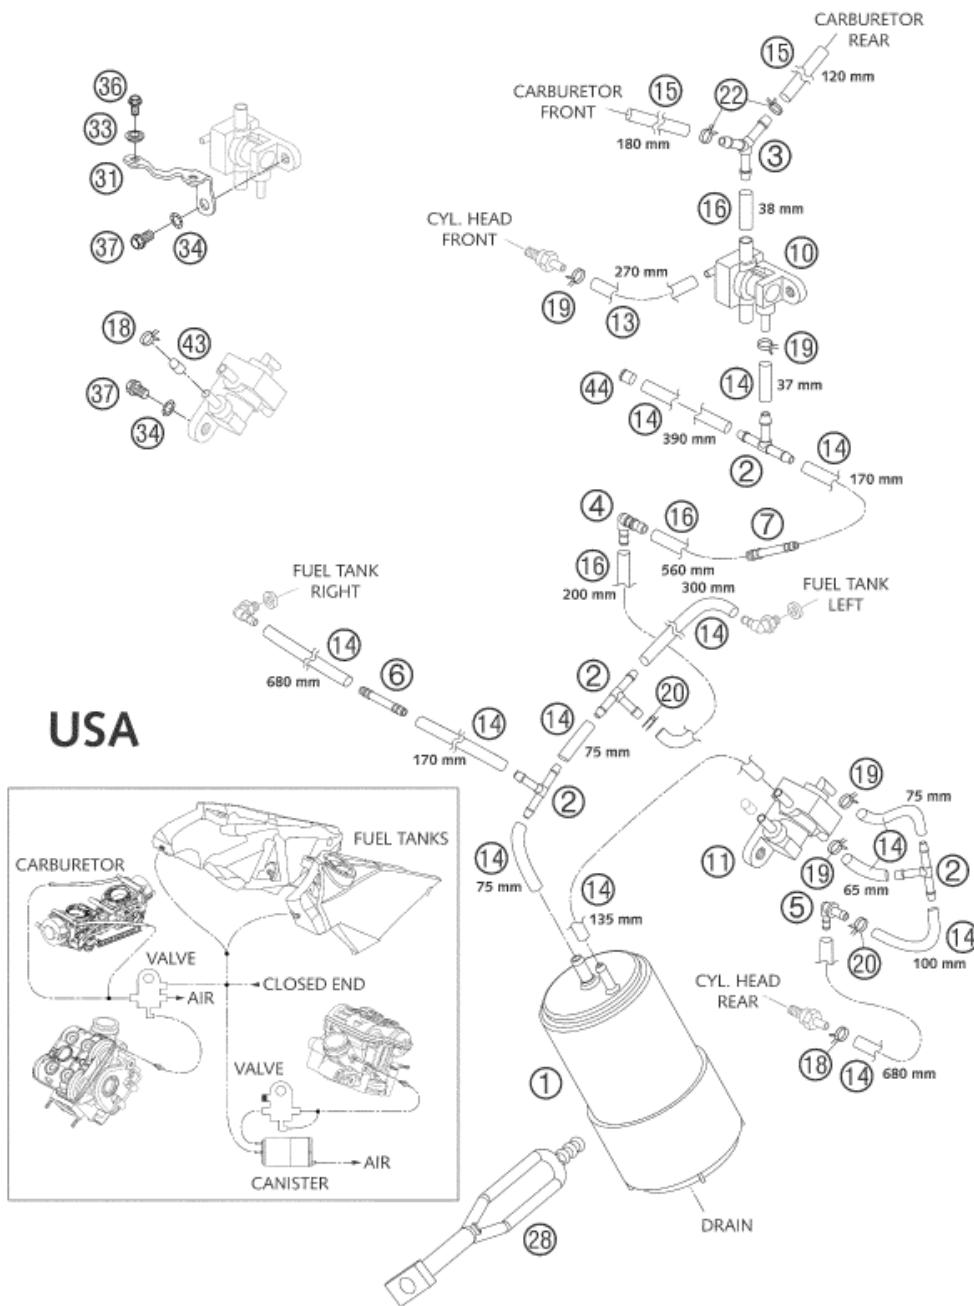 CARBURETOR
REAR
15
120 mm
36
CARBURETOR
FRONT
15
22
33
180 mm
3
31
16
38 mm
CYL. HEAD
FRONT
10
37
34
270 mm
19
13
18
43
19
37
44
14
37 mm
34
14
390 mm
2
14
170 mm
4
16
7
16
560 mm
200 mm
300 mm
FUEL TANK
RIGHT
FUEL TANK
LEFT
14
14
680 mm
6
2
20
USA
14
14
75 mm
170 mm
2
19
75 mm
FUEL TANKS
14
75 mm
11
14
2
CARBURETOR
14
135 mm
19
65 mm
5
14
20
100 mm
VALVE
AIR
CLOSED END
CYL. HEAD
REAR
VALVE
1
18
14
680 mm
AIR
CANISTER
DRAIN
28